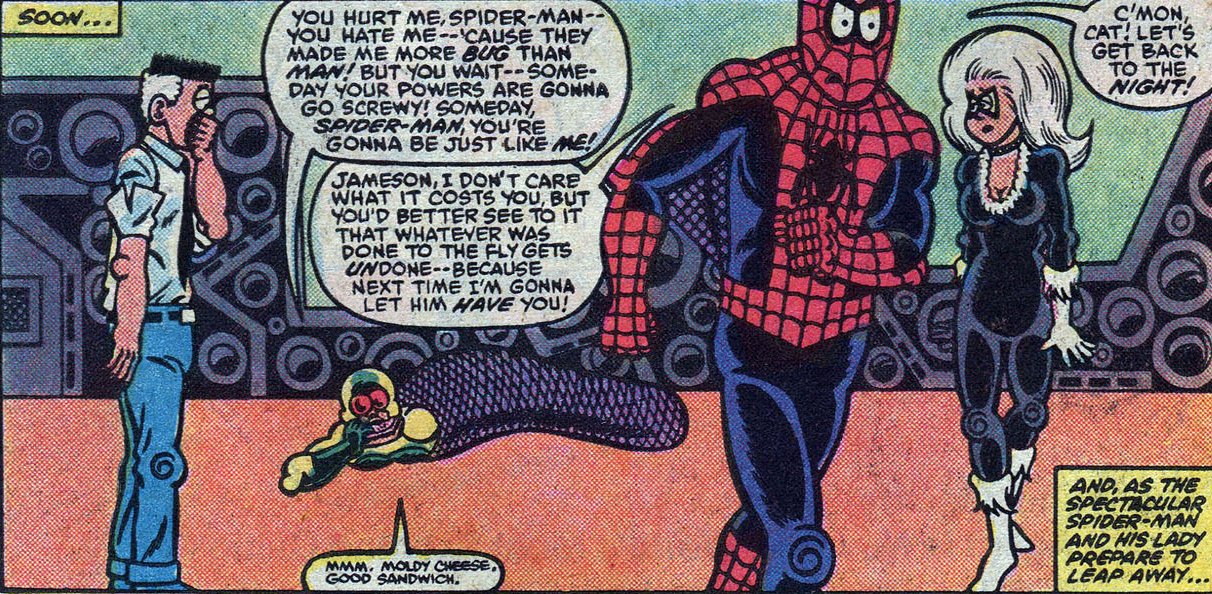 SOON...
YOU HURT ME, SPIDER-MAN--
YOU HATE ME--'CAUSE THEY
MADE ME MORE BUG THAN
MAN! BUT YOU WAIT--SOME-
DAY YOUR POWERS ARE GONNA
GO SCREWY! SOMEDAY,
SPIDER-MAN, YOU'RE
GONNA BE JUST LIKE ME!
JAMESON, I DON'T CARE
WHAT IT COSTS YOU, BUT
YOU'D BETTER SEE TO IT
THAT WHATEVER WAS
DONE TO THE FLY GETS
UNDONE--BECAUSE
NEXT TIME I'M GONNA
LET HIM HAVE YOU!
C'MON,
CAT! LET'S
GET BACK
TO THE
NIGHT!
MMM. MOLDY CHEESE.
GOOD SANDWICH.
AND, AS THE
SPECTACULAR
SPIDER-MAN
AND HIS LADY
PREPARE TO
LEAP AWAY...